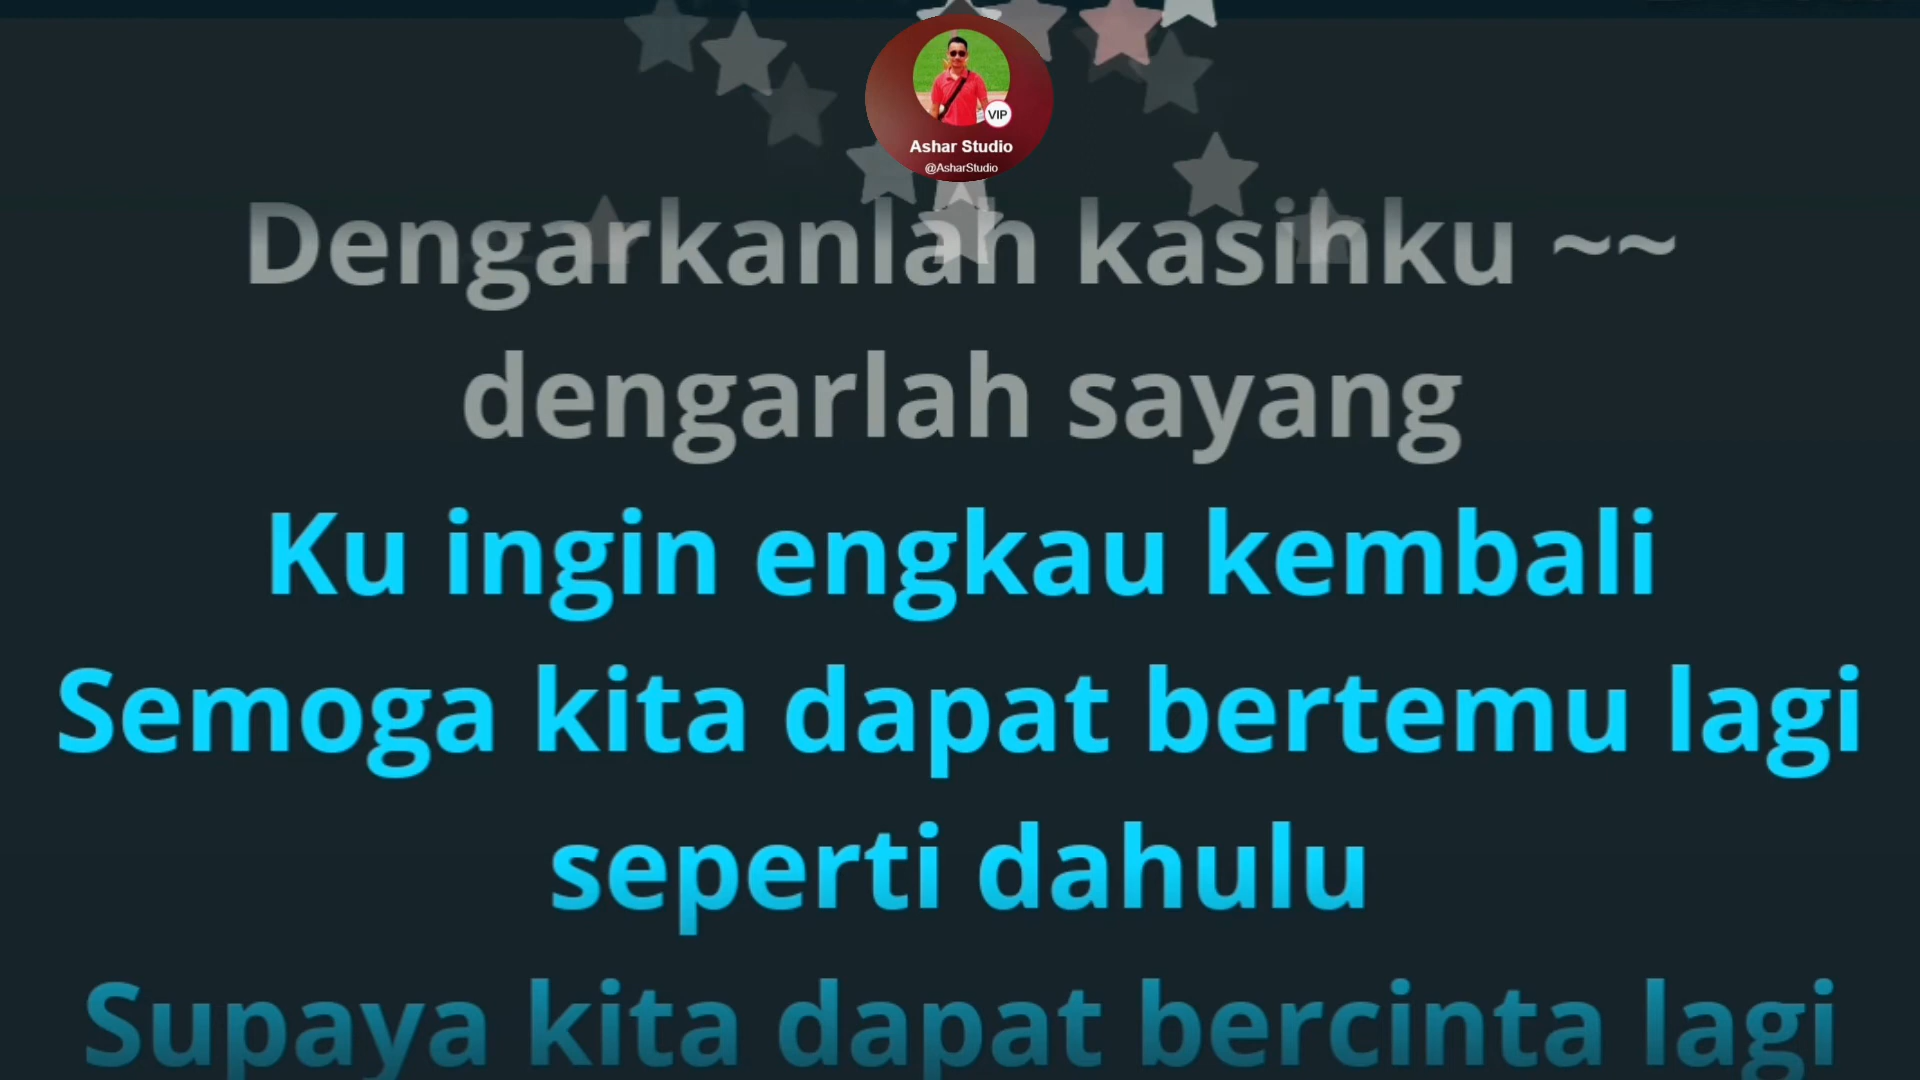 VIP
Ashar Studio
@AsharStudio
Dengarkanlah kasihku ~~
dengarlah sayang
Ku ingin engkau kembali
Semoga kita dapat bertemu lagi
seperti dahulu
Supaya kita dapat bercinta lagi